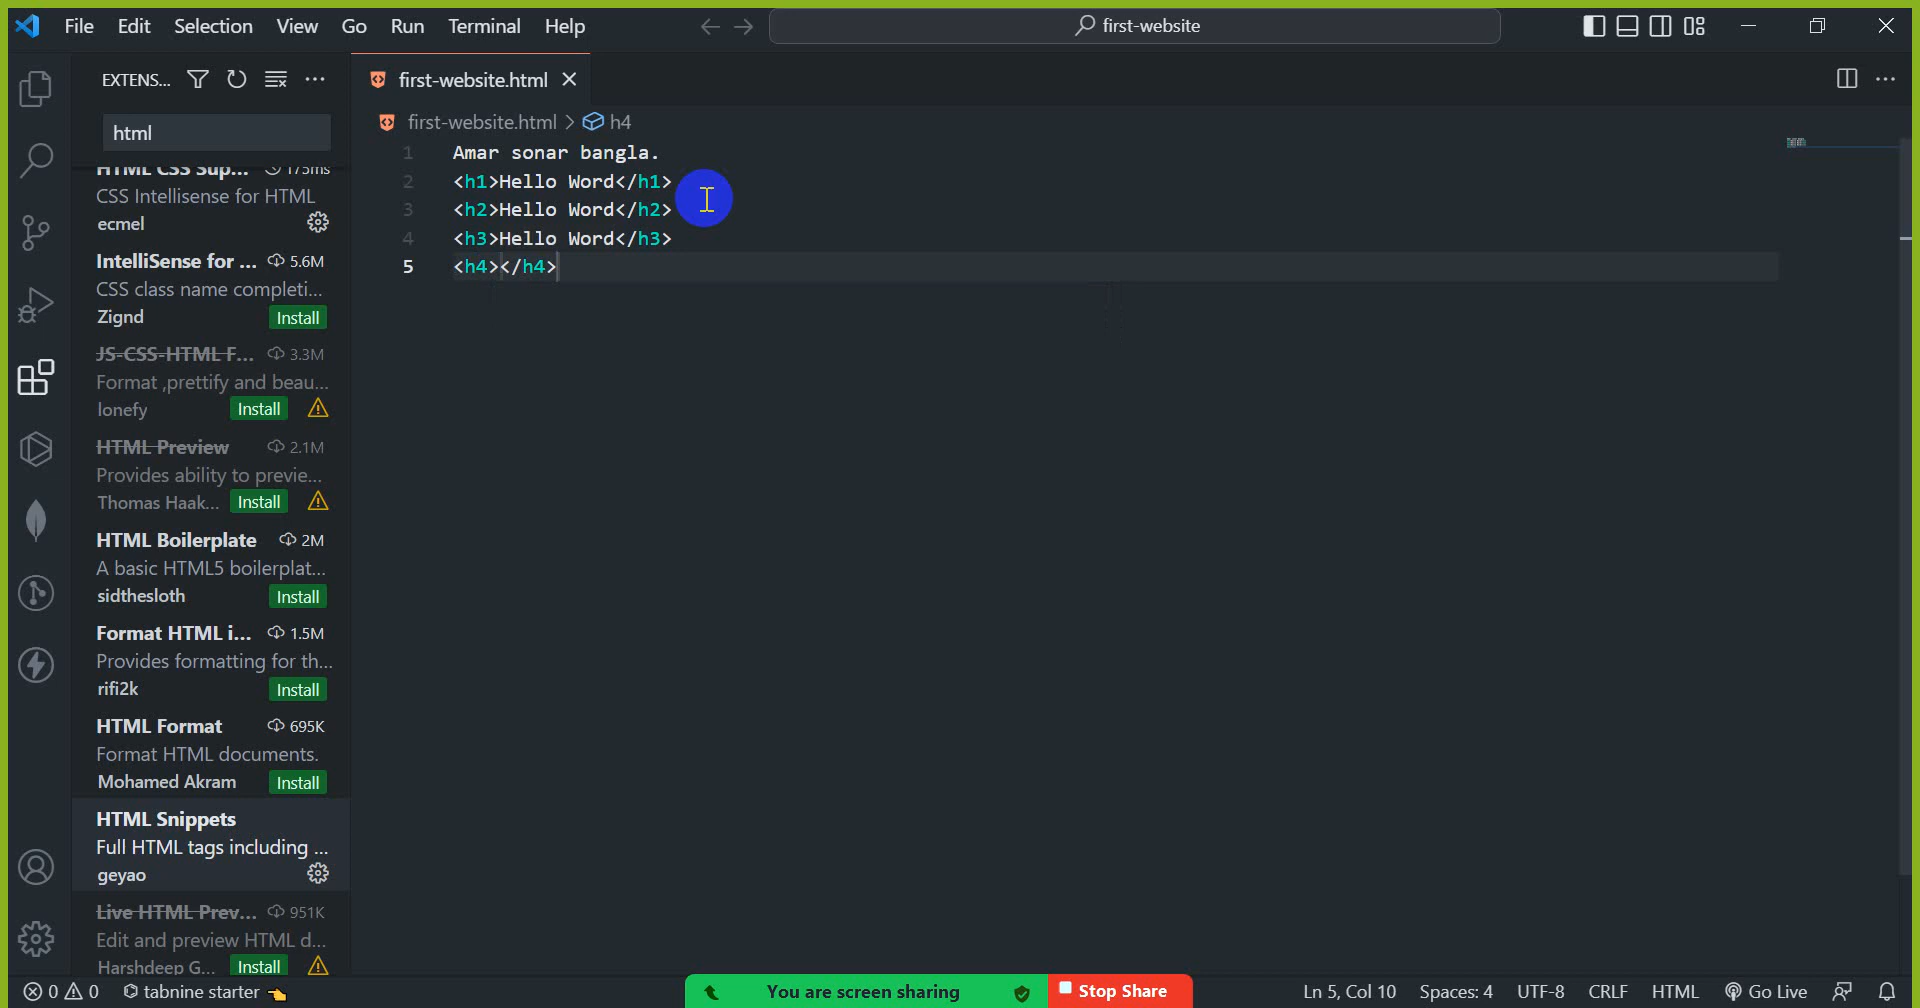 File Edit Selection View Go Run Terminal Help first-website
EXTENS... first-website.html
html first-website.html > h4
HTML CSS Sup... 175ms
CSS Intellisense for HTML
ecmel
IntelliSense for ... 5.6M
CSS class name completi...
Zignd Install
JS-CSS-HTML F... 3.3M
Format ,prettify and beau...
lonefy Install
HTML Preview 2.1M
Provides ability to previe...
Thomas Haak... Install
HTML Boilerplate 2M
A basic HTML5 boilerplat...
sidthesloth Install
Format HTML i... 1.5M
Provides formatting for th...
rifi2k Install
HTML Format 695K
Format HTML documents.
Mohamed Akram Install
HTML Snippets
Full HTML tags including ...
geyao
Live HTML Prev... 951K
Edit and preview HTML d...
Harshdeep G... Install
1 Amar sonar bangla.
2 <h1>Hello Word</h1>
3 <h2>Hello Word</h2>
4 <h3>Hello Word</h3>
5 <h4></h4>
0 0 tabnine starter You are screen sharing Stop Share Ln 5, Col 10 Spaces: 4 UTF-8 CRLF HTML Go Live